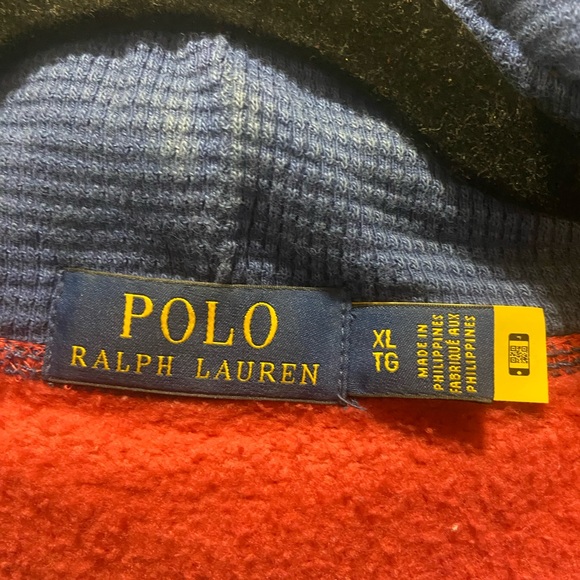 POLO
RALPH LAUREN
XL
TG
MADE IN
PHILIPPINES
FABRIQUÉ AUX
PHILIPPINES